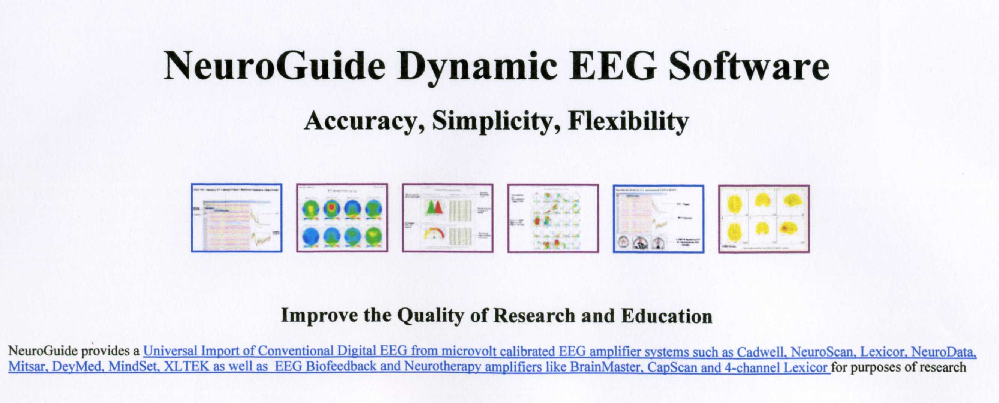 NeuroGuide Dynamic EEG Software
Accuracy, Simplicity, Flexibility
Improve the Quality of Research and Education
NeuroGuide provides a Universal Import of Conventional Digital EEG from microvolt calibrated EEG amplifier systems such as Cadwell, NeuroScan, Lexicor, NeuroData,
Mitsar, DeyMed, MindSet, XLTEK as well as EEG Biofeedback and Neurotherapy amplifiers like BrainMaster, CapScan and 4-channel Lexicor for purposes of research